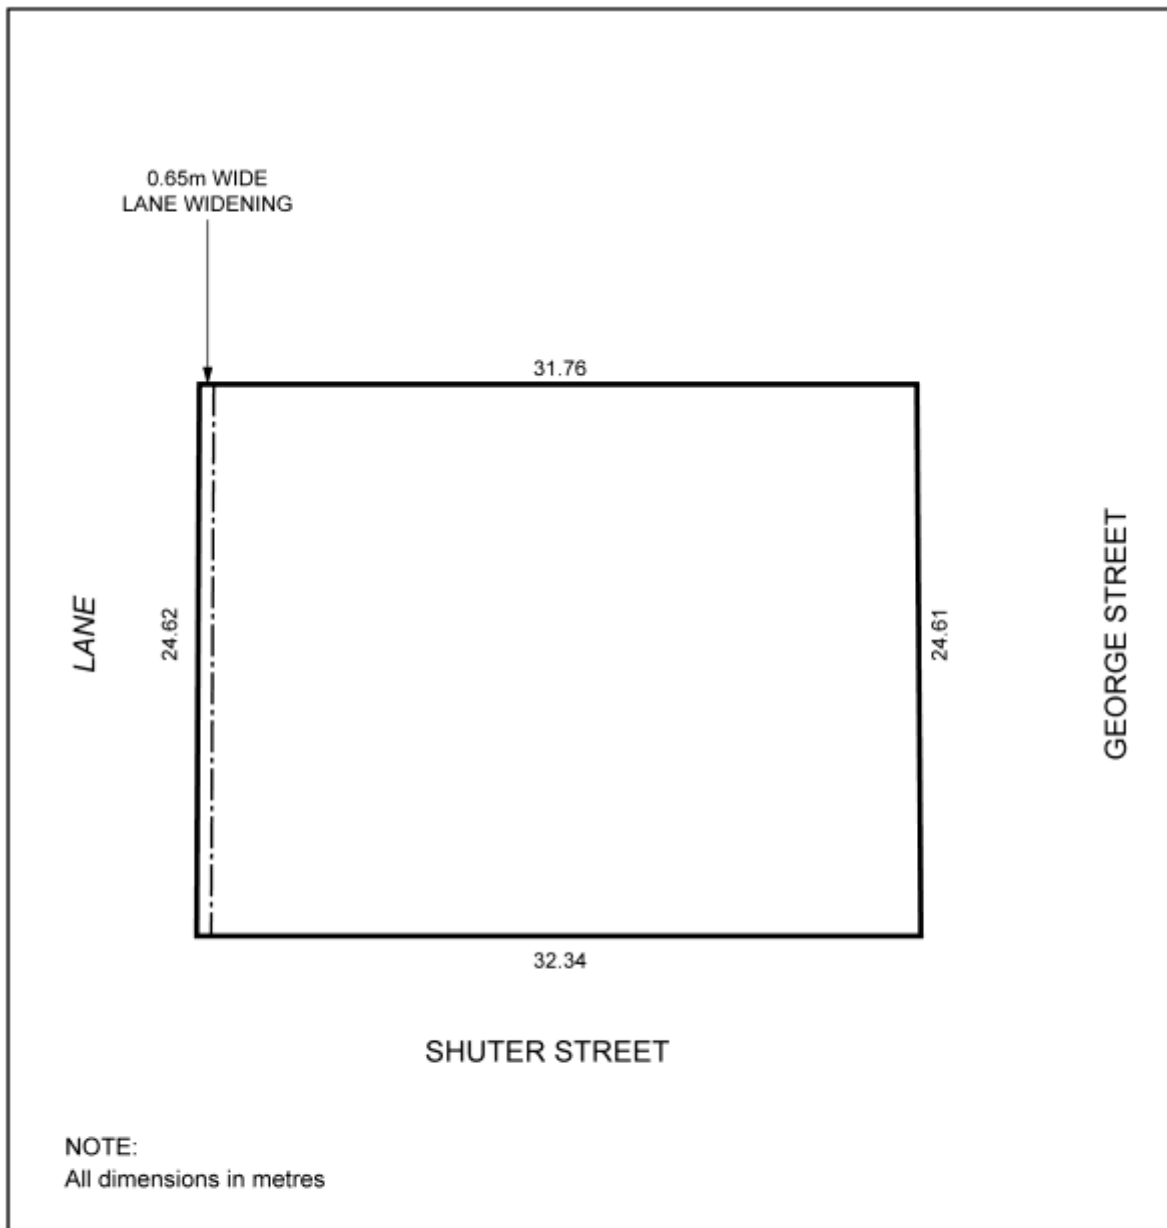 0.65m WIDE
LANE WIDENING
31.76
LANE
24.62
24.61
GEORGE STREET
32.34
SHUTER STREET
NOTE:
All dimensions in metres